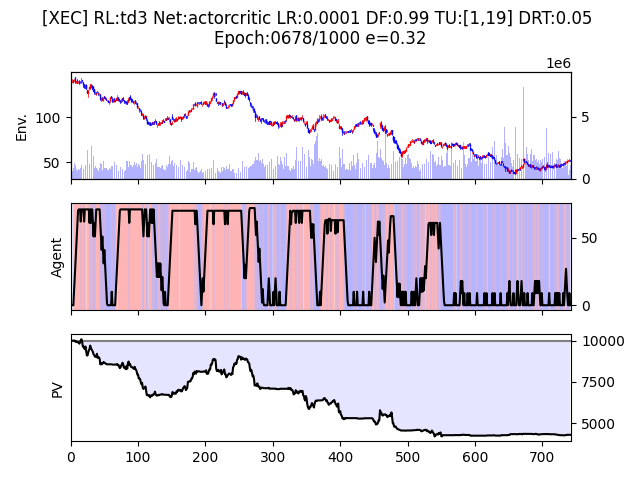 [XEC] RL:td3 Net:actorcritic LR:0.0001 DF:0.99 TU:[1,19] DRT:0.05
Epoch:0678/1000 e=0.32
1e6
Env.
100
50
5
0
Agent
50
0
PV
10000
7500
5000
0 100 200 300 400 500 600 700